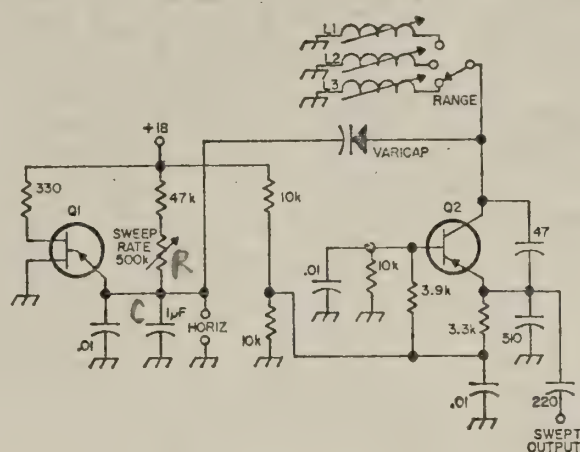 L1
L2
L3
RANGE
+18
VARICAP
330
47k
10k
Q1
Q2
47
SWEEP
RATE
500k
R
.01
10k
3.9k
C
1µF
HORIZ
.01
10k
3.3k
510
.01
220
SWEPT
OUTPUT